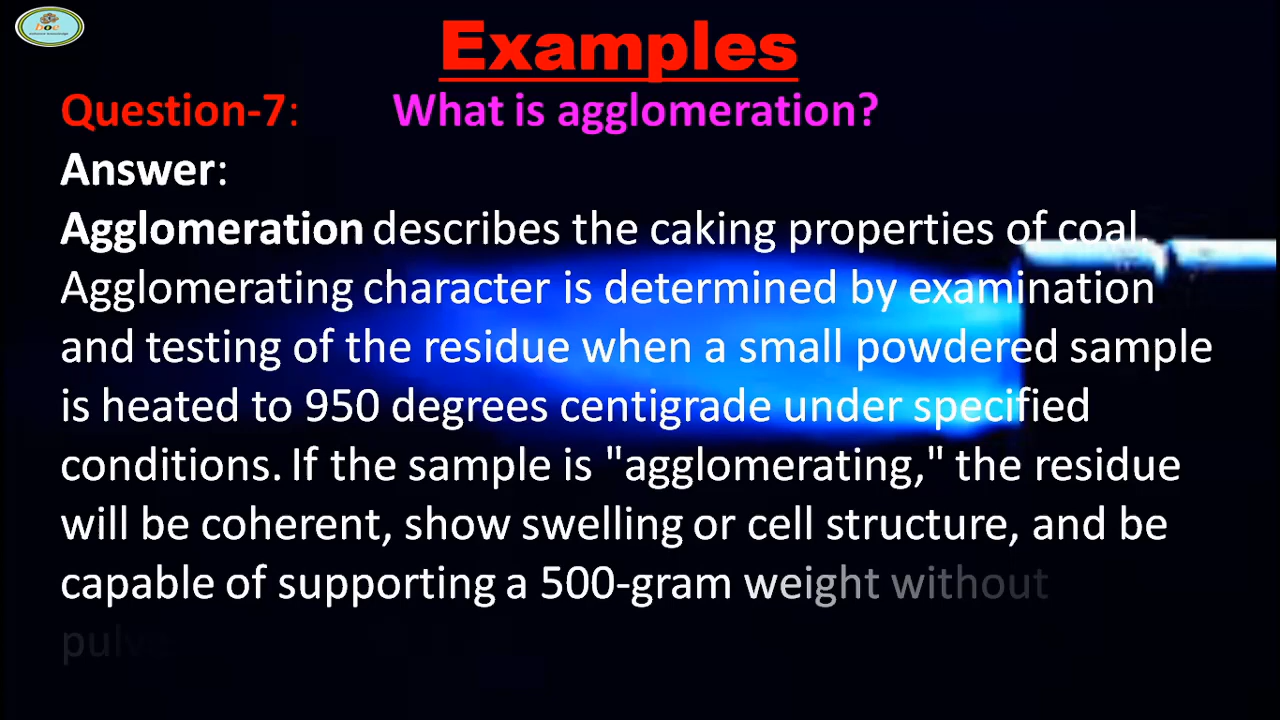 Examples
Question-7: What is agglomeration?
Answer:
Agglomeration describes the caking properties of coal.
Agglomerating character is determined by examination
and testing of the residue when a small powdered sample
is heated to 950 degrees centigrade under specified
conditions. If the sample is "agglomerating," the residue
will be coherent, show swelling or cell structure, and be
capable of supporting a 500-gram weight without